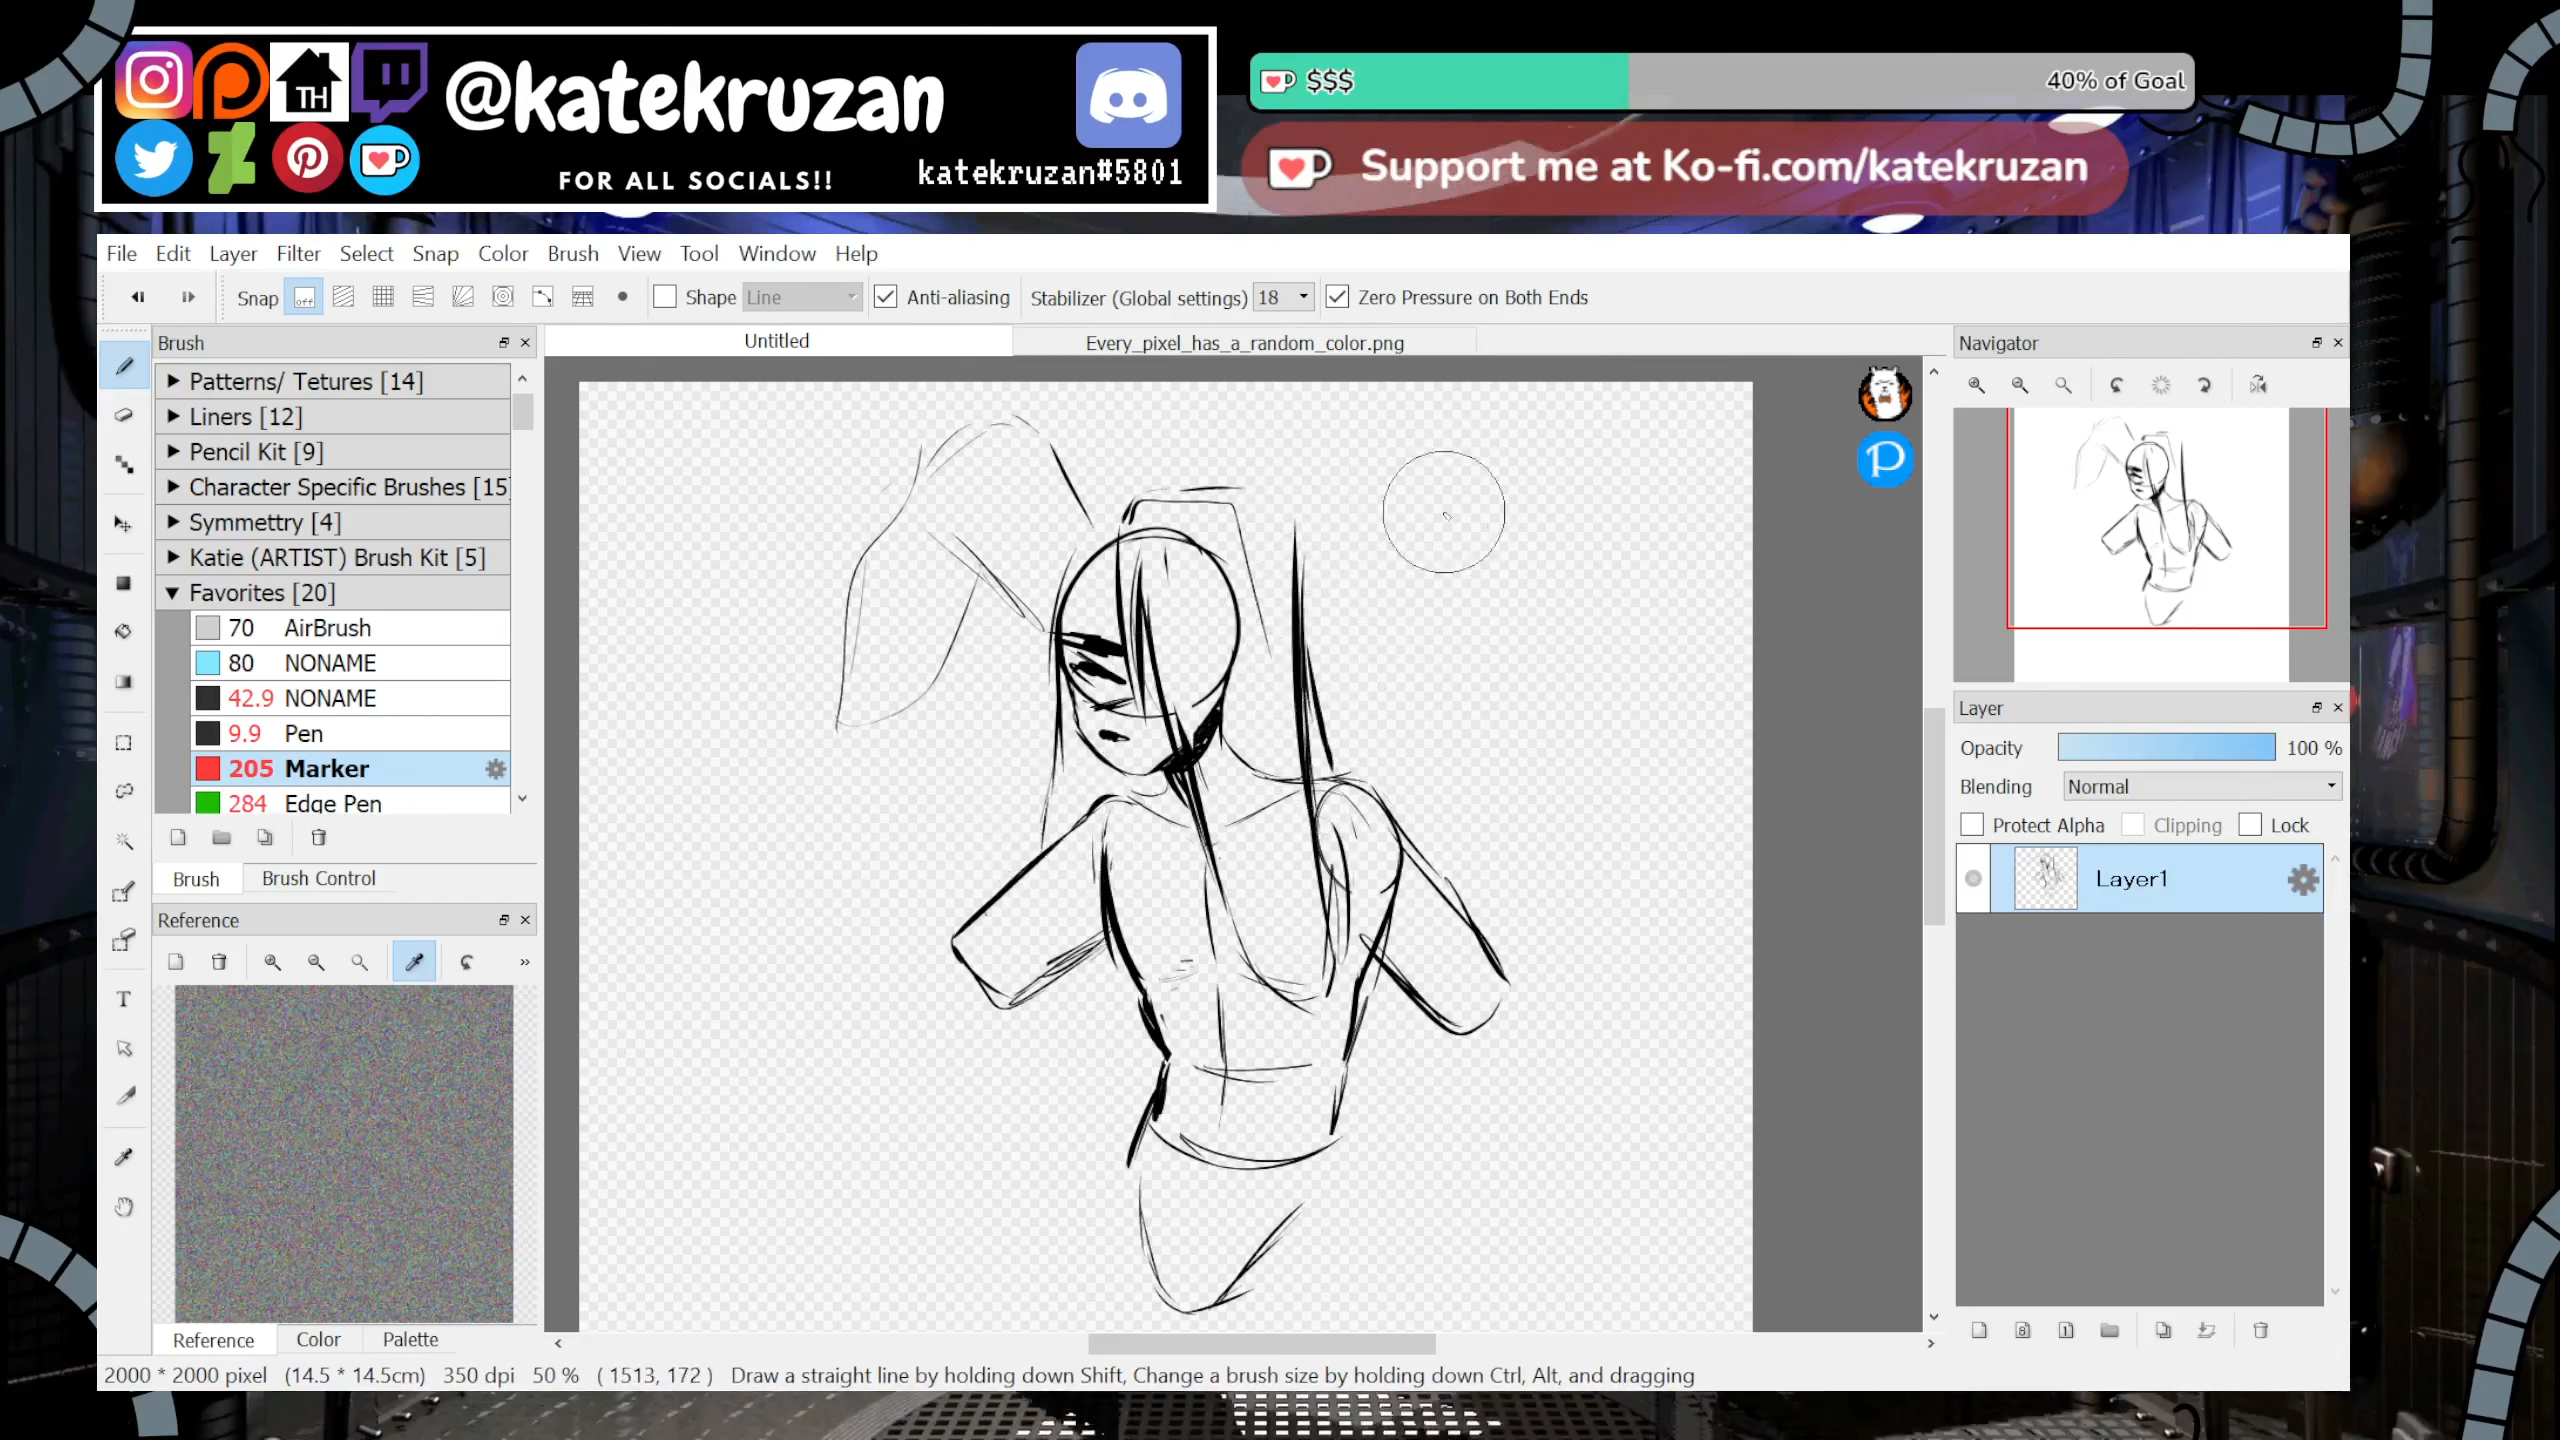 TH
@katekruzan
FOR ALL SOCIALS!!
katekruzan#5801
$$$
40% of Goal
Support me at Ko-fi.com/katekruzan
File Edit Layer Filter Select Snap Color Brush View Tool Window Help
Snap off Shape Line Anti-aliasing Stabilizer (Global settings) 18 Zero Pressure on Both Ends
Brush
Untitled
Every_pixel_has_a_random_color.png
Navigator
Patterns/ Tetures [14]
Liners [12]
Pencil Kit [9]
Character Specific Brushes [15]
Symmettry [4]
Katie (ARTIST) Brush Kit [5]
Favorites [20]
70 AirBrush
80 NONAME
42.9 NONAME
9.9 Pen
205 Marker
284 Edge Pen
Brush Brush Control
Reference
T
Reference Color Palette
P
Layer
Opacity 100 %
Blending Normal
Protect Alpha Clipping Lock
Layer1
8 1
2000 * 2000 pixel (14.5 * 14.5cm) 350 dpi 50 % ( 1513, 172 ) Draw a straight line by holding down Shift, Change a brush size by holding down Ctrl, Alt, and dragging